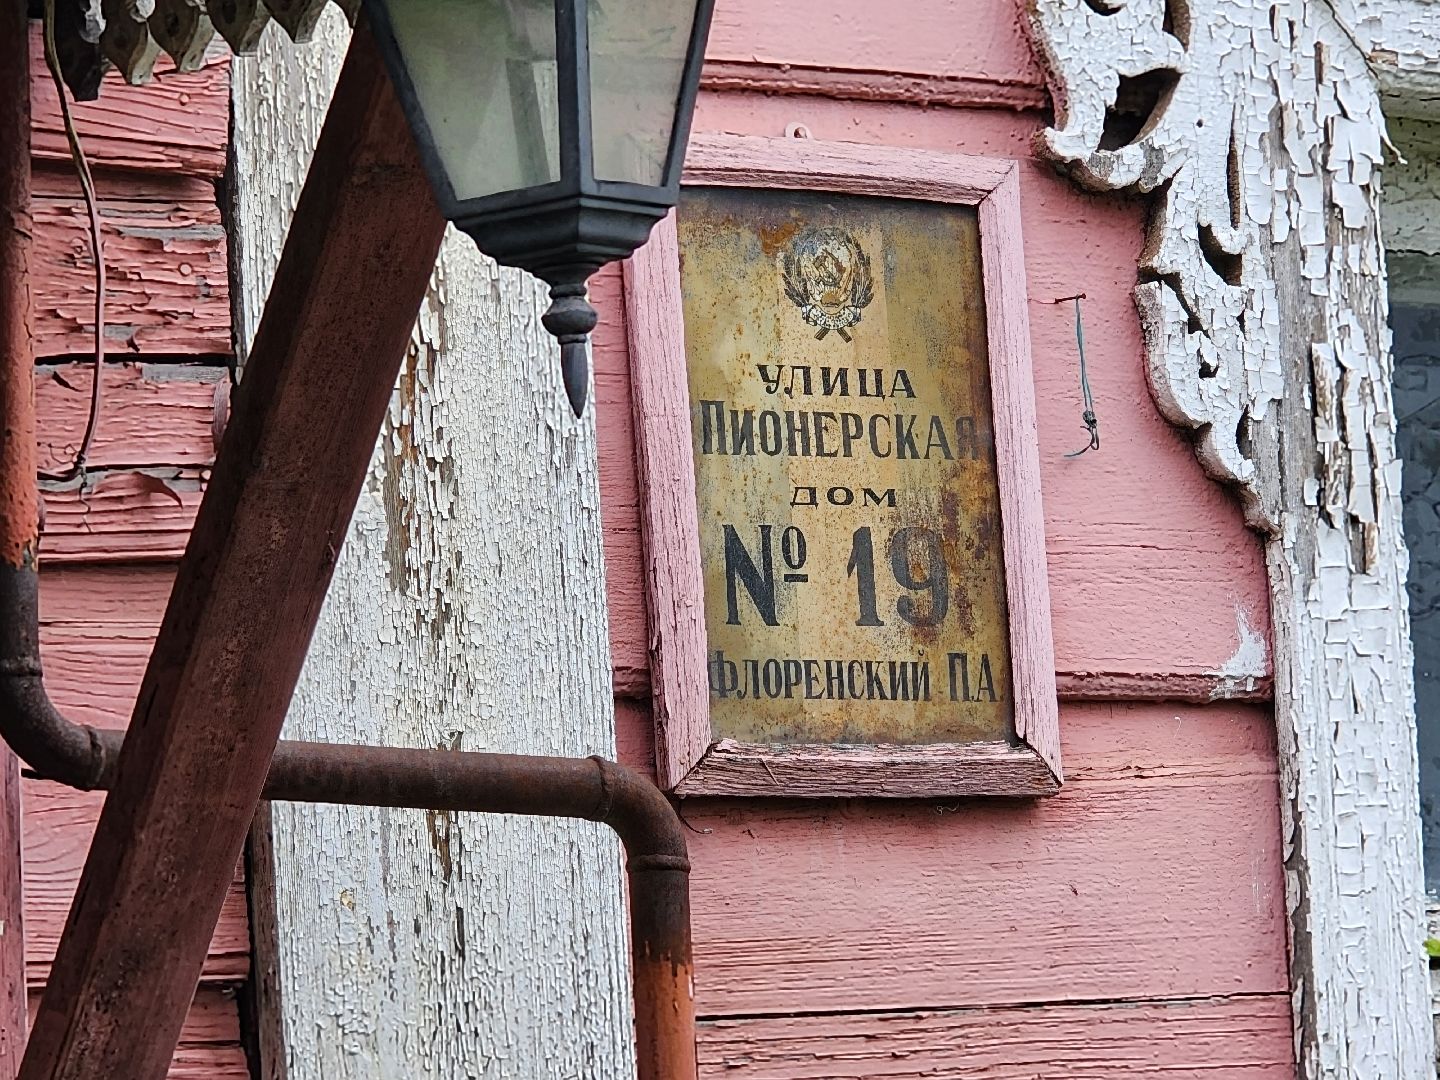 УЛИЦА
ПИОНЕРСКАЯ
ДОМ
№ 19
ФЛОРЕНСКИЙ П.А